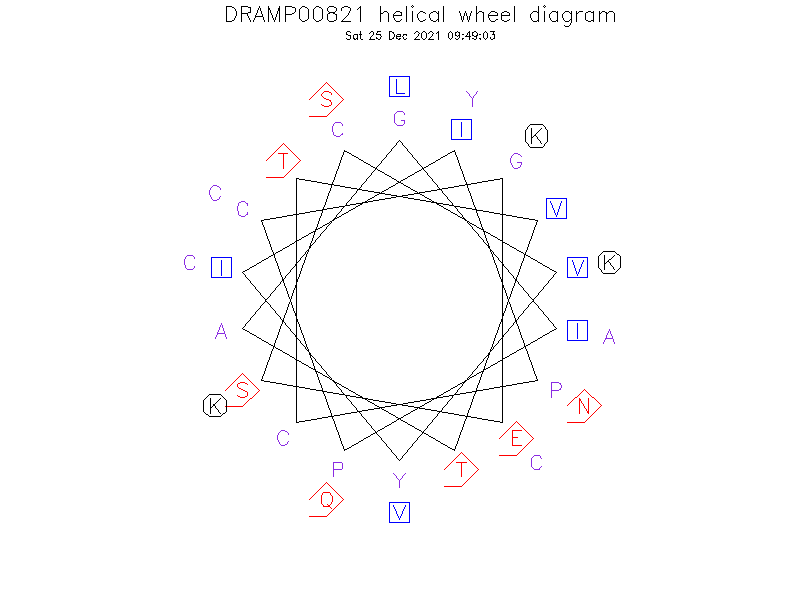 DRAMP00821 helical wheel diagram
Sat 25 Dec 2021 09:49:03
L
S Y
G
C I K
T G
C C V
C I V K
A I A
S P
K N
C E
C
P T
Y
Q
V